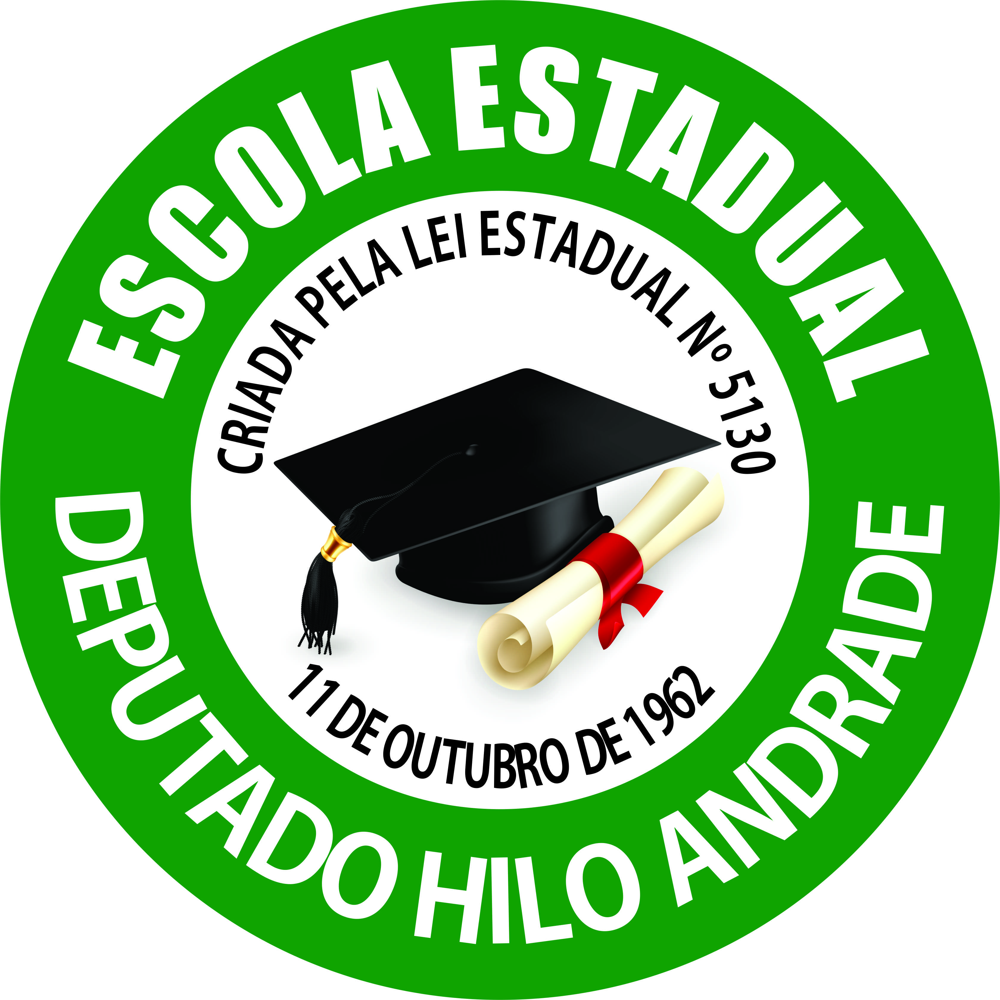 ESCOLA ESTADUAL
CRIADA PELA LEI ESTADUAL Nº 5130
11 DE OUTUBRO DE 1962
DEPUTADO HILO ANDRADE